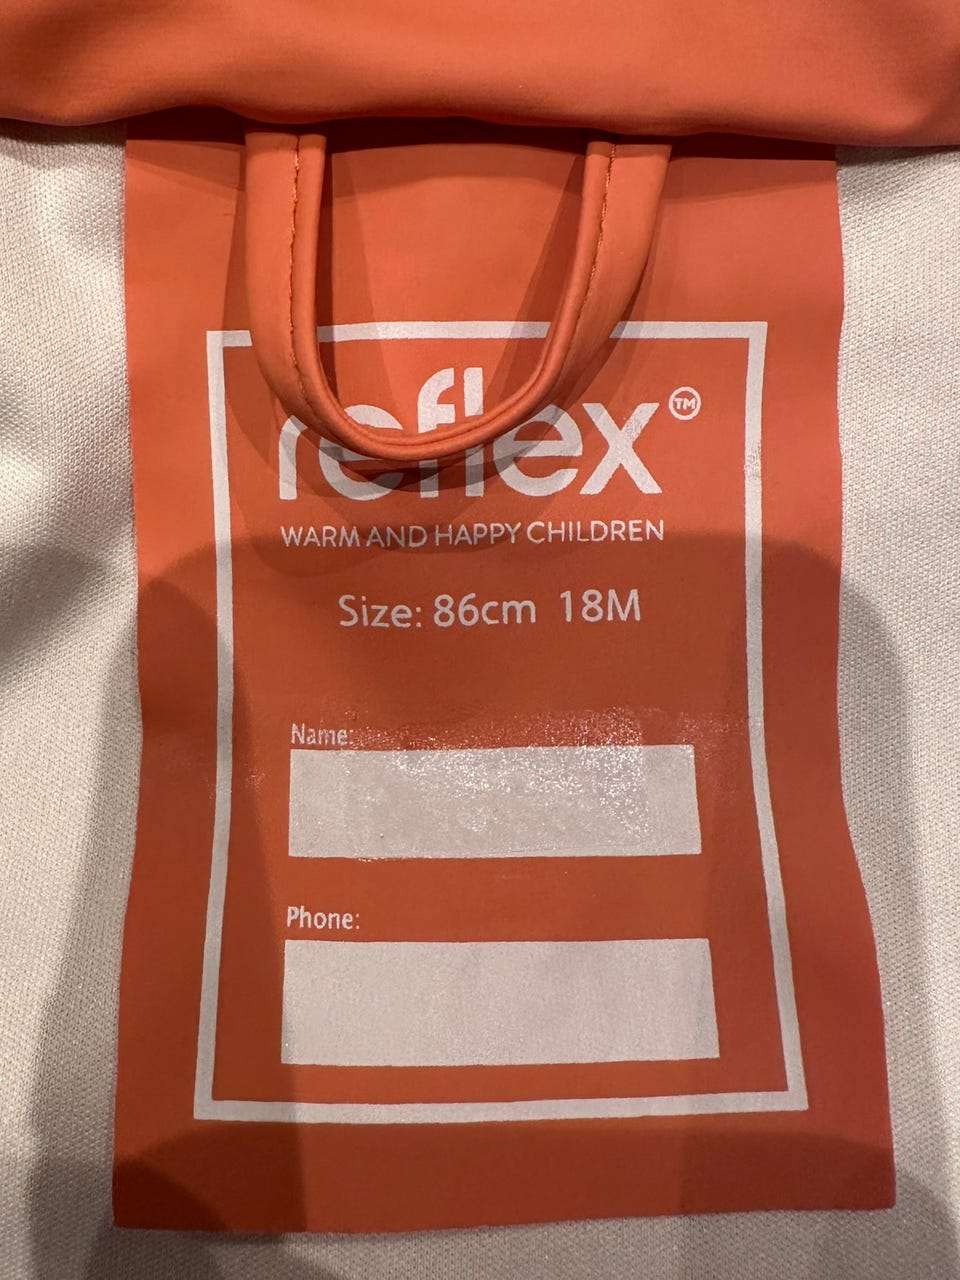 reflex™
WARM AND HAPPY CHILDREN
Size: 86cm 18M
Name:
Phone: